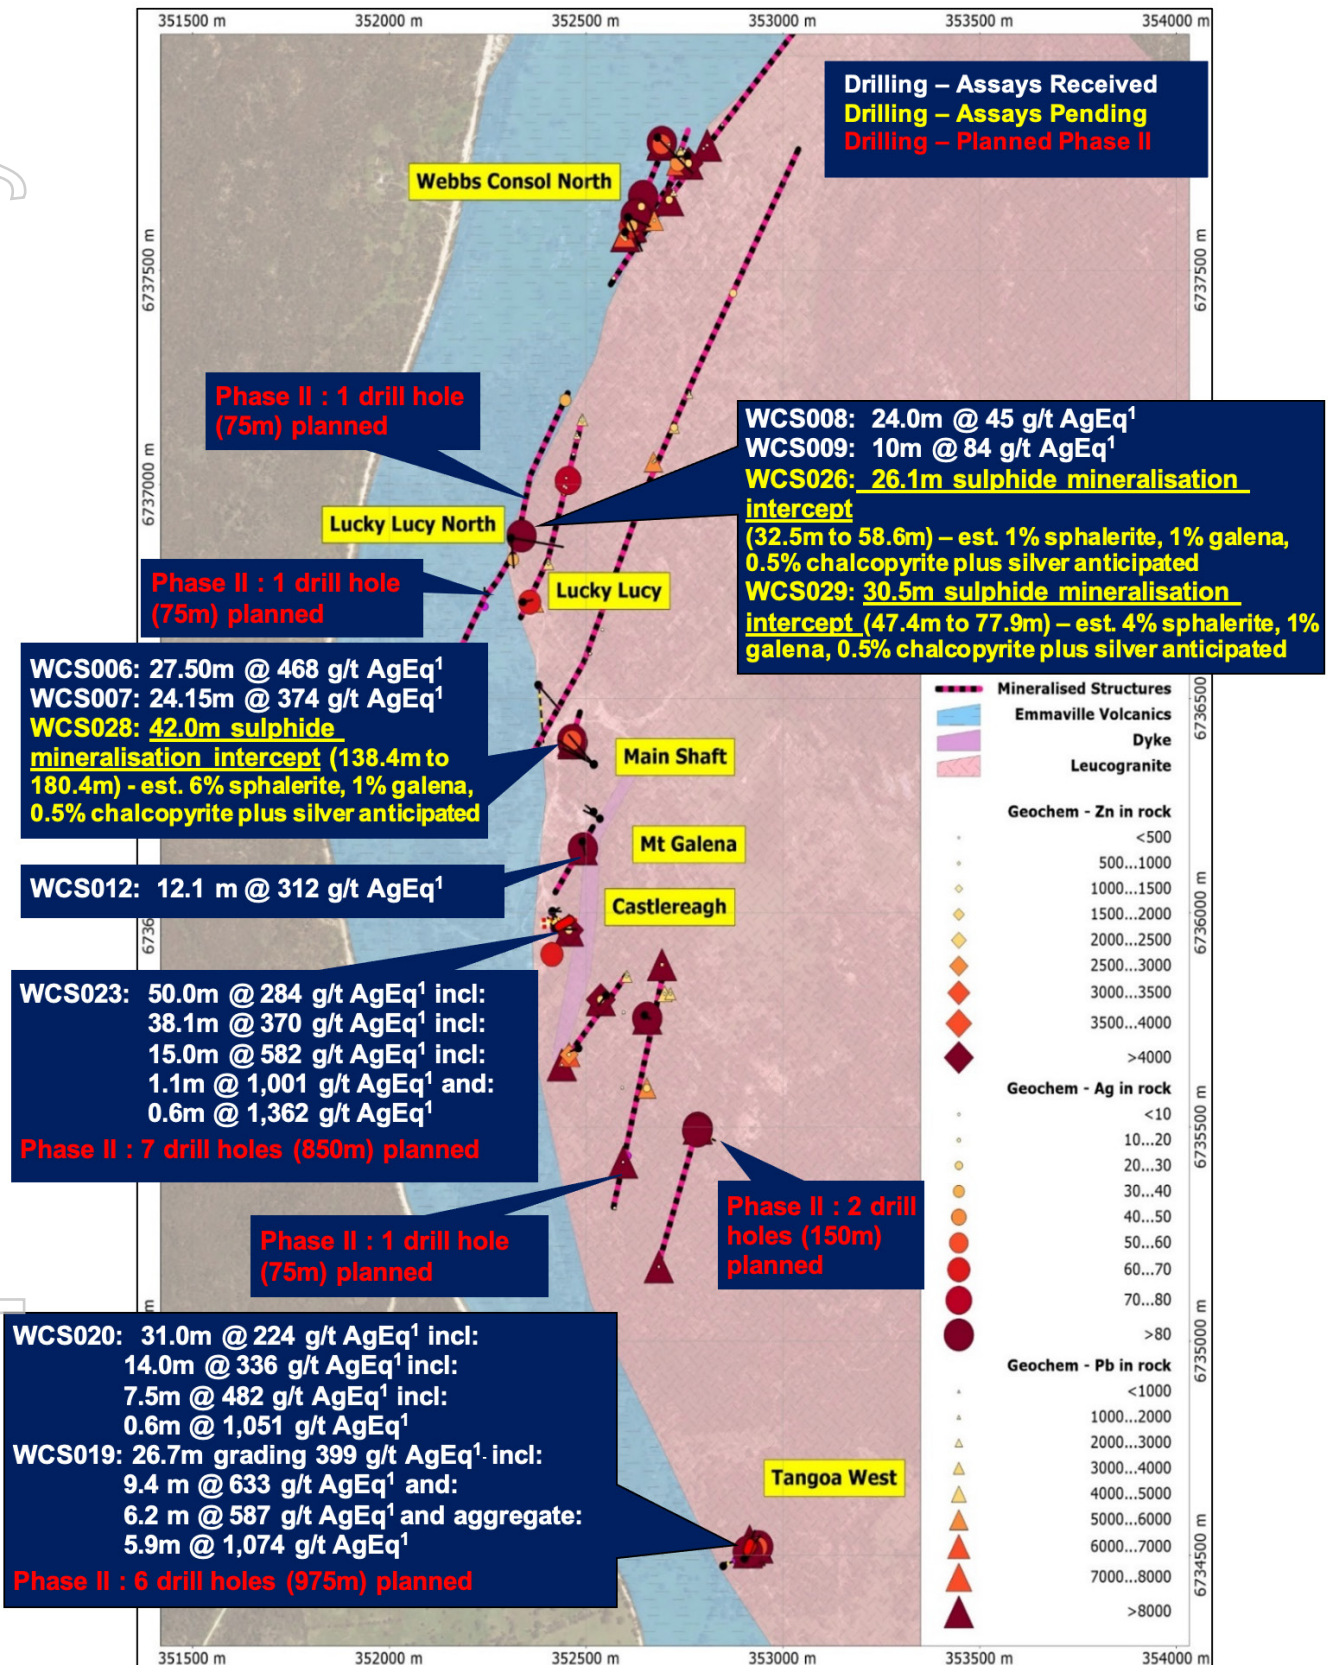 351500 m
352000 m
352500 m
353000 m
353500 m
354000 m
Drilling – Assays Received
Drilling – Assays Pending
Drilling – Planned Phase II
Webbs Consol North
6737500 m
6737500 m
Phase II : 1 drill hole
(75m) planned
WCS008: 24.0m @ 45 g/t AgEq¹
WCS009: 10m @ 84 g/t AgEq¹
WCS026: 26.1m sulphide mineralisation
intercept
(32.5m to 58.6m) – est. 1% sphalerite, 1% galena,
0.5% chalcopyrite plus silver anticipated
WCS029: 30.5m sulphide mineralisation
intercept (47.4m to 77.9m) – est. 4% sphalerite, 1%
galena, 0.5% chalcopyrite plus silver anticipated
6737000 m
Lucky Lucy North
Phase II : 1 drill hole
(75m) planned
Lucky Lucy
WCS006: 27.50m @ 468 g/t AgEq¹
WCS007: 24.15m @ 374 g/t AgEq¹
WCS028: 42.0m sulphide
mineralisation intercept (138.4m to
180.4m) - est. 6% sphalerite, 1% galena,
0.5% chalcopyrite plus silver anticipated
6736500
Mineralised Structures
Emmaville Volcanics
Dyke
Leucogranite
Main Shaft
Mt Galena
WCS012: 12.1 m @ 312 g/t AgEq¹
Castlereagh
6736000 m
WCS023: 50.0m @ 284 g/t AgEq¹ incl:
38.1m @ 370 g/t AgEq¹ incl:
15.0m @ 582 g/t AgEq¹ incl:
1.1m @ 1,001 g/t AgEq¹ and:
0.6m @ 1,362 g/t AgEq¹
Phase II : 7 drill holes (850m) planned
Geochem - Zn in rock
<500
500...1000
1000...1500
1500...2000
2000...2500
2500...3000
3000...3500
3500...4000
>4000
Geochem - Ag in rock
<10
10...20
20...30
30...40
40...50
50...60
60...70
70...80
>80
6735500 m
Phase II : 1 drill hole
(75m) planned
Phase II : 2 drill
holes (150m)
planned
Geochem - Pb in rock
<1000
1000...2000
2000...3000
3000...4000
4000...5000
5000...6000
6000...7000
7000...8000
>8000
6735000 m
WCS020: 31.0m @ 224 g/t AgEq¹ incl:
14.0m @ 336 g/t AgEq¹ incl:
7.5m @ 482 g/t AgEq¹ incl:
0.6m @ 1,051 g/t AgEq¹
WCS019: 26.7m grading 399 g/t AgEq¹· incl:
9.4 m @ 633 g/t AgEq¹ and:
6.2 m @ 587 g/t AgEq¹ and aggregate:
5.9m @ 1,074 g/t AgEq¹
Phase II : 6 drill holes (975m) planned
Tangoa West
6734500 m
351500 m
352000 m
352500 m
353000 m
353500 m
354000 m